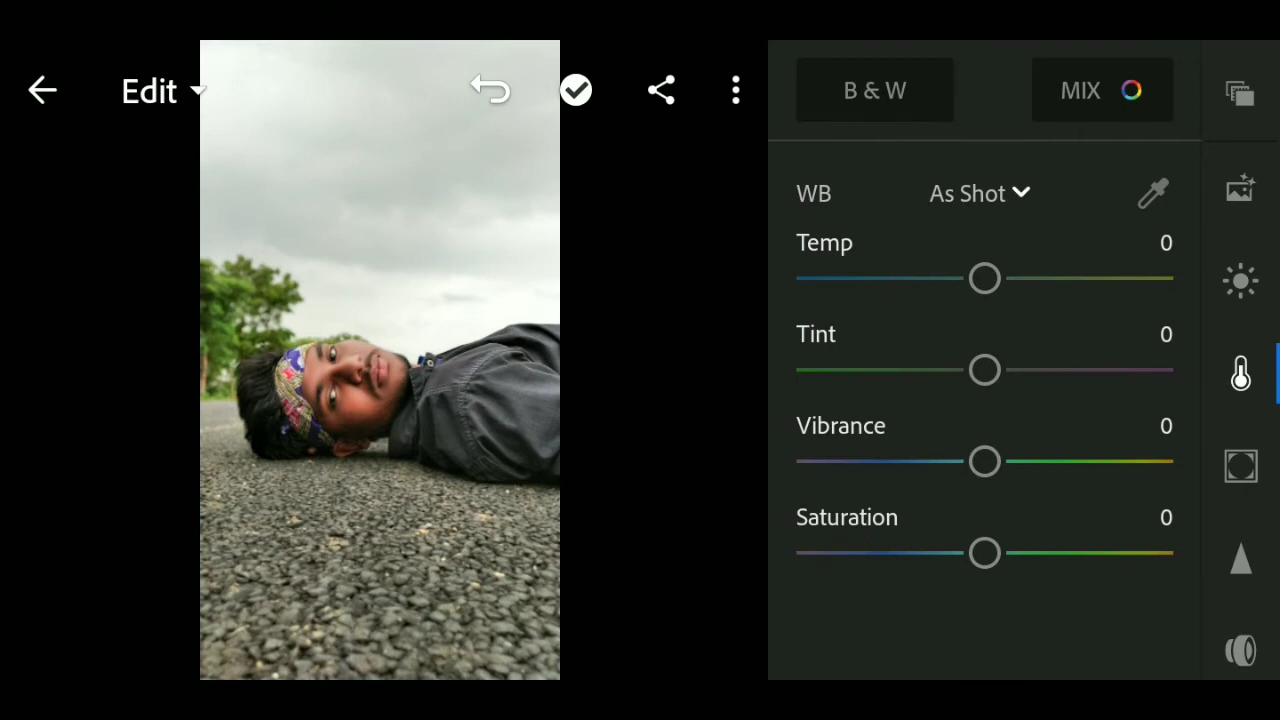 Edit
B & W
MIX
WB
As Shot
Temp
0
Tint
0
Vibrance
0
Saturation
0